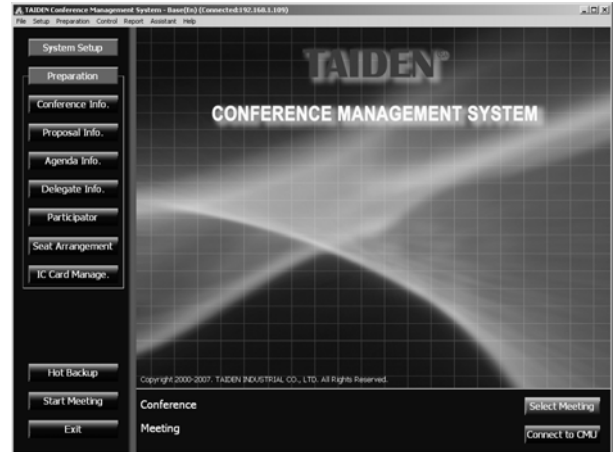 TAIDEN Conference Management System - Base(En) (Connected:192.168.1.109)
File Setup Preparation Control Report Assistant Help
System Setup
Preparation
Conference Info.
Proposal Info.
Agenda Info.
Delegate Info.
Participator
Seat Arrangement
IC Card Manage.
Hot Backup
Start Meeting
Exit
TAIDEN®
CONFERENCE MANAGEMENT SYSTEM
Copyright 2000-2007. TAIDEN INDUSTRIAL CO., LTD. All Rights Reserved.
Conference
Meeting
Select Meeting
Connect to CMU